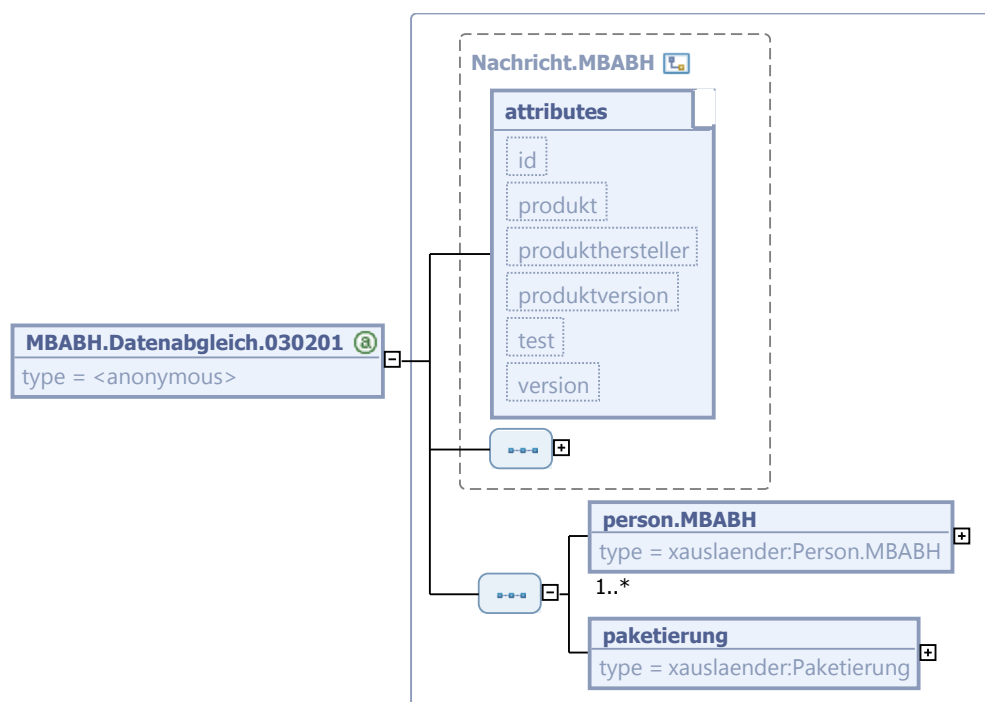 Nachricht.MBABH
attributes
id
produkt
produkthersteller
produktversion
test
version
MBABH.Datenabgleich.030201 a
type = <anonymous>
person.MBABH
type = xauslaender:Person.MBABH
1..*
paketierung
type = xauslaender:Paketierung